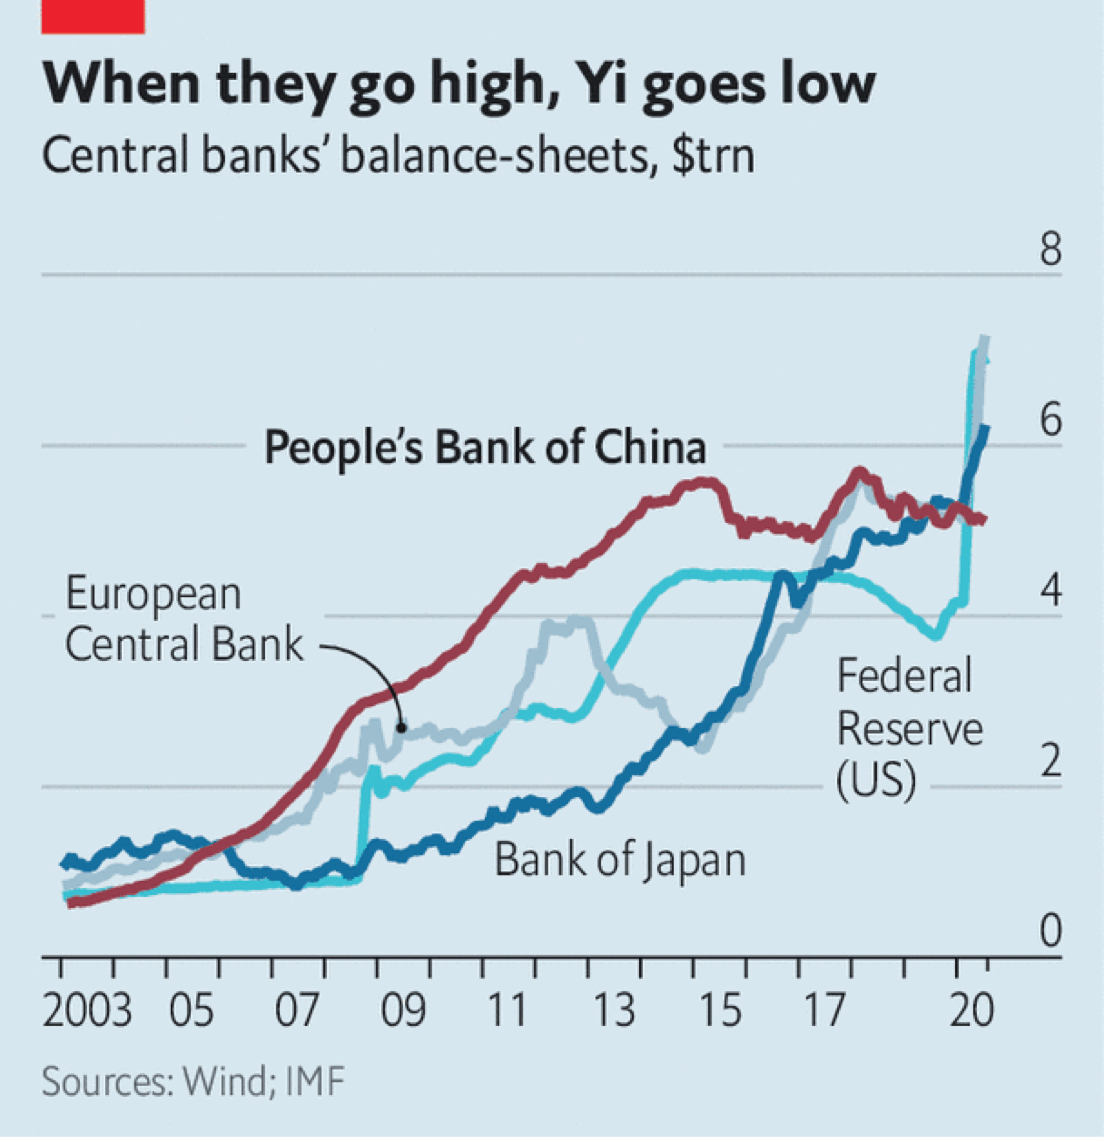 When they go high, Yi goes low
Central banks’ balance-sheets, $trn
8
6
People’s Bank of China
European
Central Bank
4
Federal
Reserve
(US)
2
Bank of Japan
0
2003 05 07 09 11 13 15 17 20
Sources: Wind; IMF